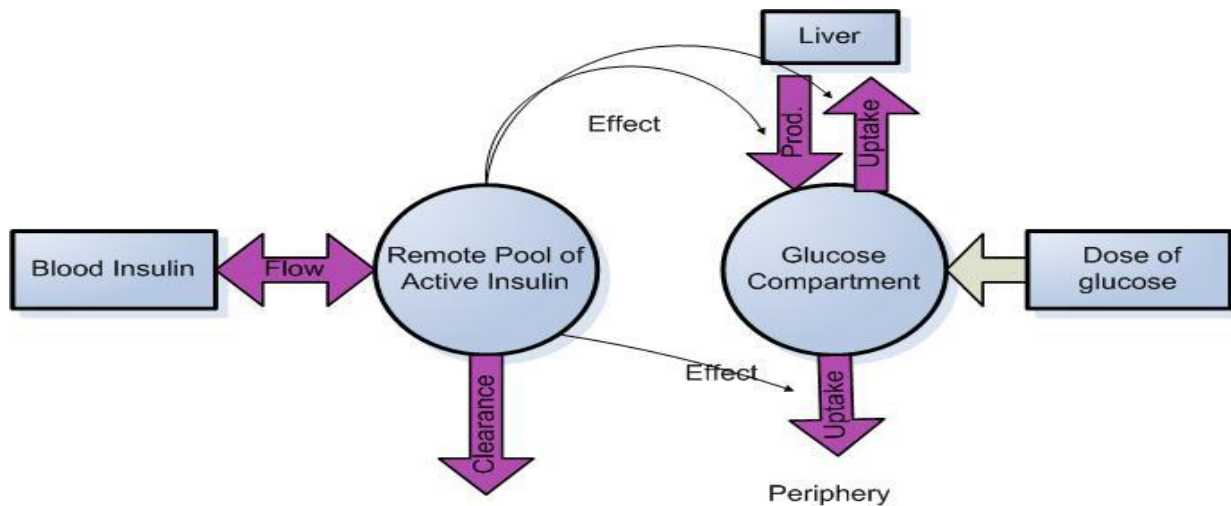 Liver
Effect
Prod.
Uptake
Blood Insulin
Flow
Remote Pool of
Active Insulin
Glucose
Compartment
Dose of
glucose
Effect
Clearance
Uptake
Periphery